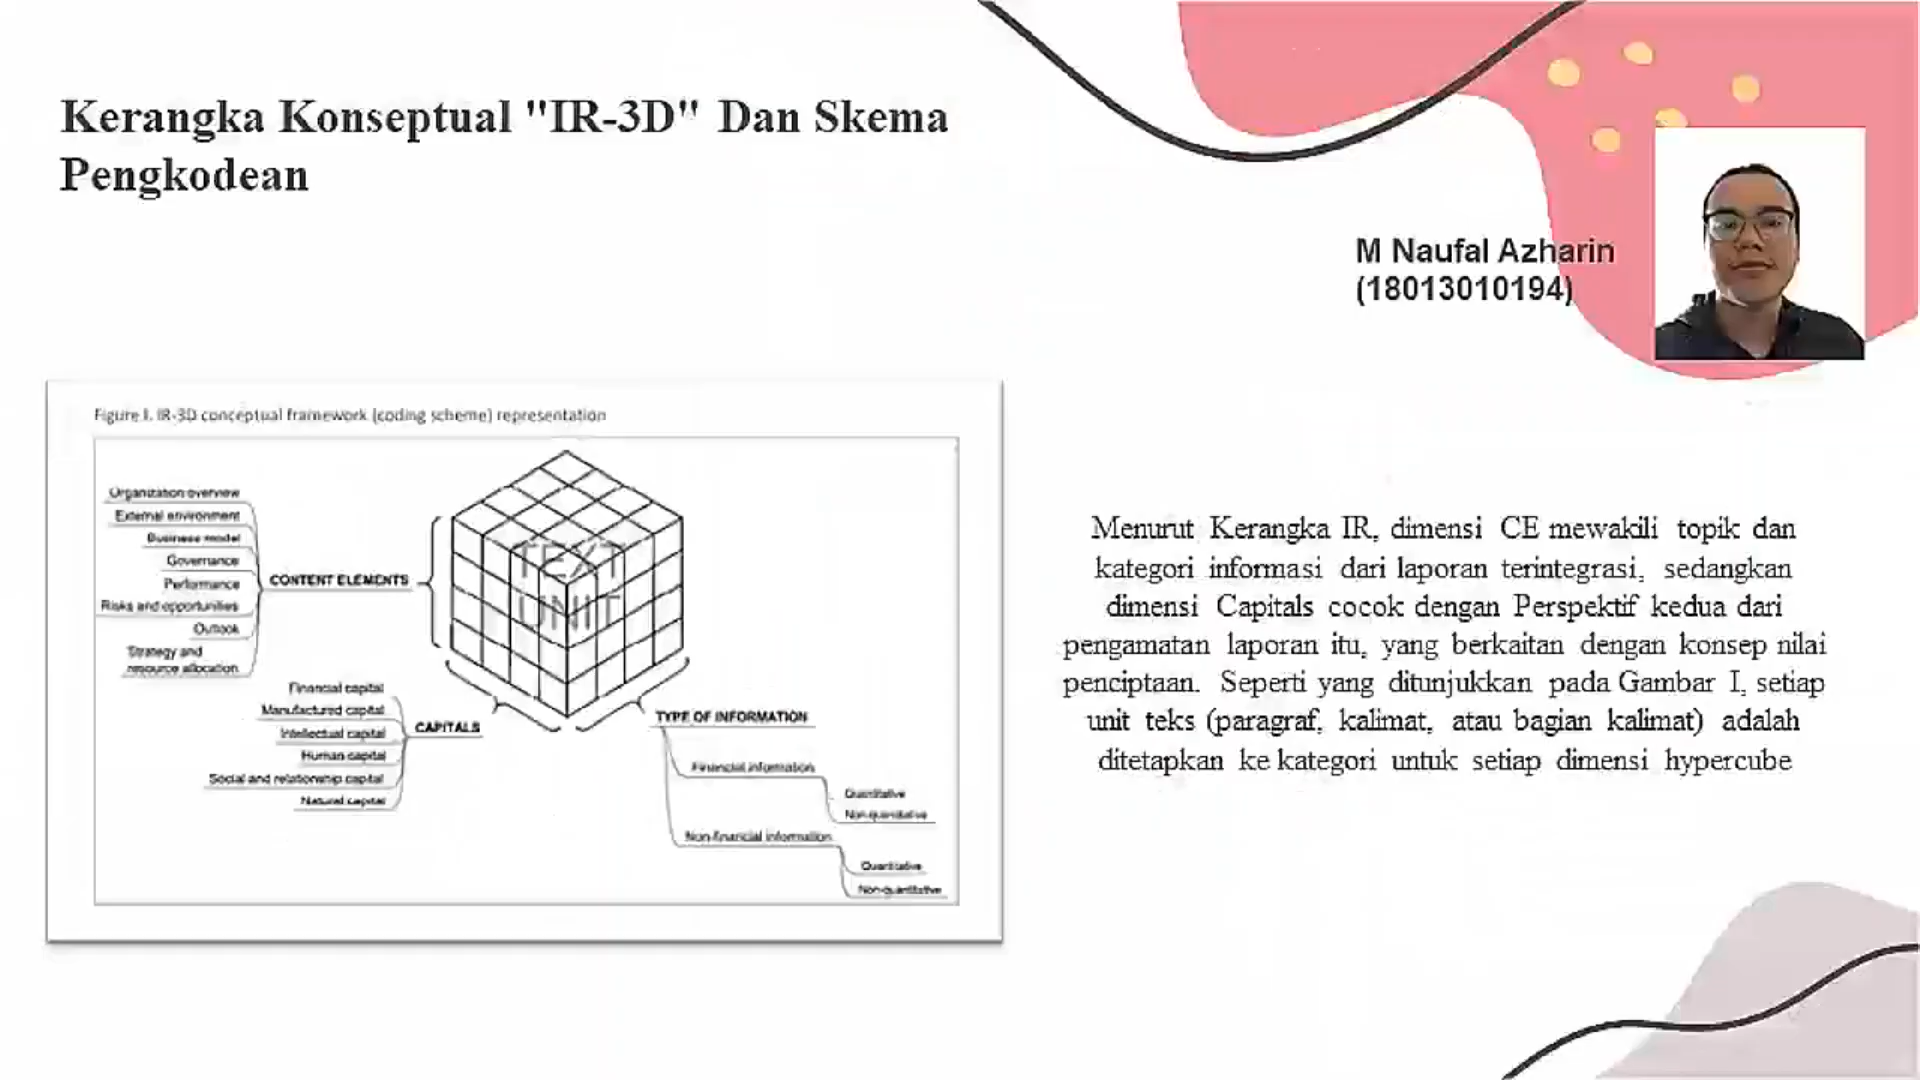 Kerangka Konseptual "IR-3D" Dan Skema
Pengkodean
M Naufal Azharin
(18013010194)
Figure I. IR-3D conceptual framework (coding scheme) representation
Organization overview
External environment
Business model
Governance
Performance
Risks and opportunities
Outlook
Strategy and
resource allocation
CONTENT ELEMENTS
TEXT
UNIT
Financial capital
Manufactured capital
Intellectual capital
Human capital
Social and relationship capital
Natural capital
CAPITALS
TYPE OF INFORMATION
Financial information
Quantitative
Non-quantitative
Non-financial information
Quantitative
Non-quantitative
Menurut Kerangka IR, dimensi CE mewakili topik dan
kategori informasi dari laporan terintegrasi, sedangkan
dimensi Capitals cocok dengan Perspektif kedua dari
pengamatan laporan itu, yang berkaitan dengan konsep nilai
penciptaan. Seperti yang ditunjukkan pada Gambar I, setiap
unit teks (paragraf, kalimat, atau bagian kalimat) adalah
ditetapkan ke kategori untuk setiap dimensi hypercube